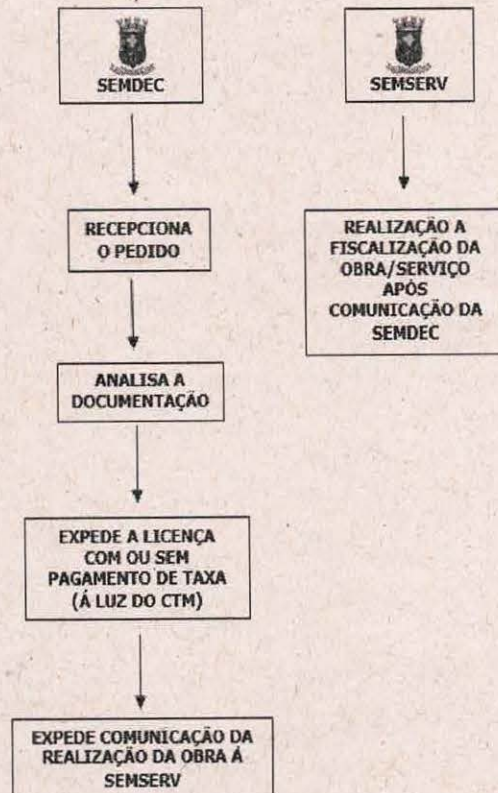 SEMDEC
RECEPCIONA
O PEDIDO
ANALISA A
DOCUMENTAÇÃO
EXPEDE A LICENÇA
COM OU SEM
PAGAMENTO DE TAXA
(Á LUZ DO CTM)
EXPEDE COMUNICAÇÃO DA
REALIZAÇÃO DA OBRA Á
SEMSERV
SEMSERV
REALIZAÇÃO A
FISCALIZAÇÃO DA
OBRA/SERVIÇO
APÓS
COMUNICAÇÃO DA
SEMDEC